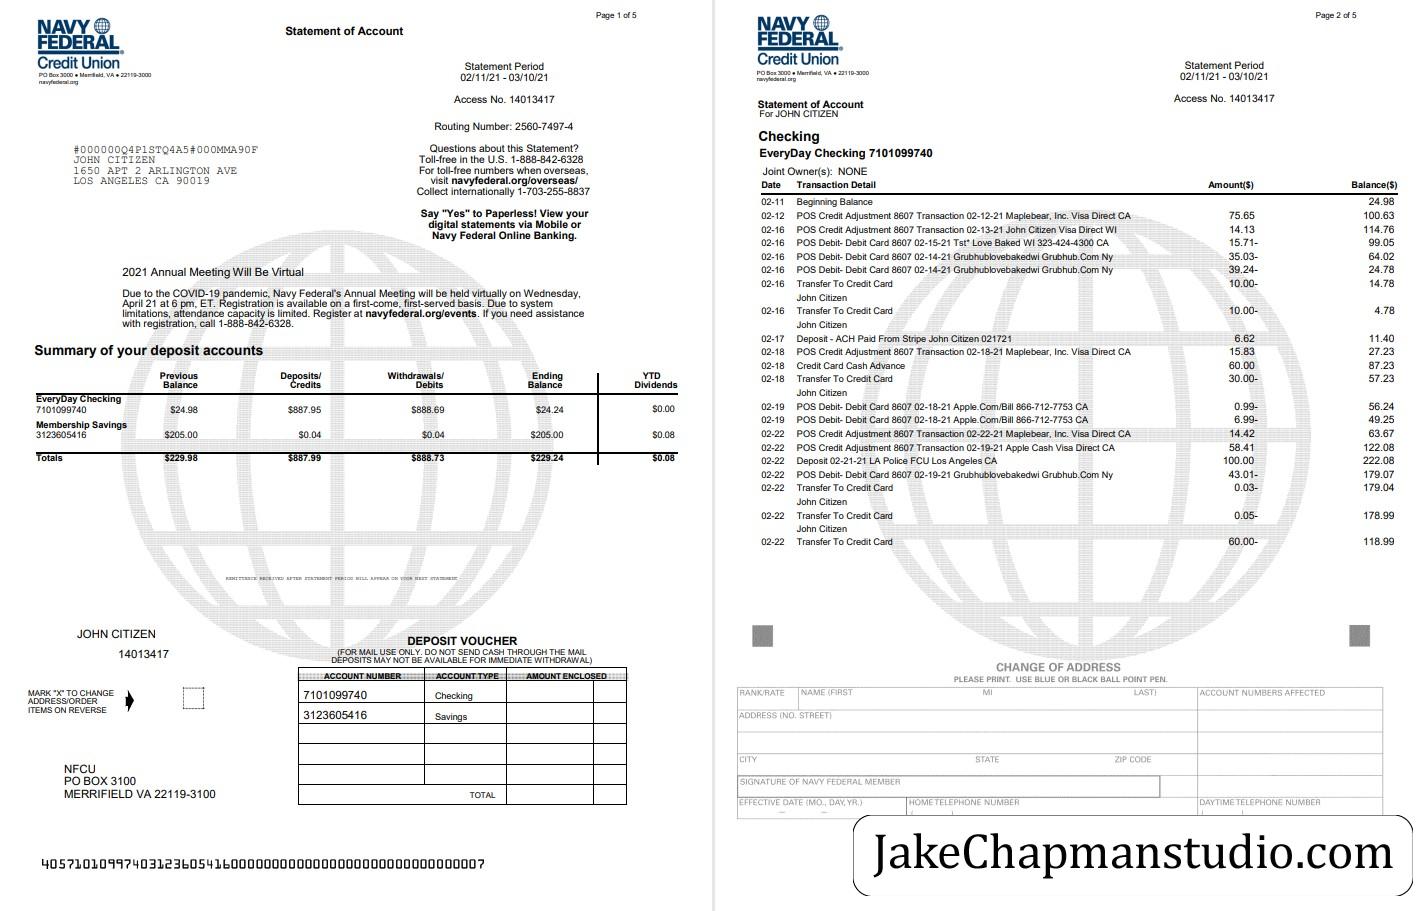 Page 1 of 5
NAVY
FEDERAL
Credit Union
PO Box 3000 • Merrifield, VA • 22119-3000
navyfederal.org
Statement of Account
Statement Period
02/11/21 - 03/10/21
Access No. 14013417
Routing Number: 2560-7497-4
#000000Q4P1STQ4A5#000MMA90F
JOHN CITIZEN
1650 APT 2 ARLINGTON AVE
LOS ANGELES CA 90019
Questions about this Statement?
Toll-free in the U.S. 1-888-842-6328
For toll-free numbers when overseas,
visit navyfederal.org/overseas/
Collect internationally 1-703-255-8837
Say "Yes" to Paperless! View your
digital statements via Mobile or
Navy Federal Online Banking.
2021 Annual Meeting Will Be Virtual
Due to the COVID-19 pandemic, Navy Federal's Annual Meeting will be held virtually on Wednesday,
April 21 at 6 pm, ET. Registration is available on a first-come, first-served basis. Due to system
limitations, attendance capacity is limited. Register at navyfederal.org/events. If you need assistance
with registration, call 1-888-842-6328.
Summary of your deposit accounts
Previous Balance Deposits/ Credits Withdrawals/ Debits Ending Balance YTD Dividends
EveryDay Checking
7101099740 $24.98 $887.95 $888.69 $24.24 $0.00
Membership Savings
3123605416 $205.00 $0.04 $0.04 $205.00 $0.08
Totals $229.98 $887.99 $888.73 $229.24 $0.08
REMITTANCE RECEIVED AFTER STATEMENT PERIOD WILL APPEAR ON YOUR NEXT STATEMENT
JOHN CITIZEN
14013417
MARK "X" TO CHANGE
ADDRESS/ORDER
ITEMS ON REVERSE
NFCU
PO BOX 3100
MERRIFIELD VA 22119-3100
DEPOSIT VOUCHER
(FOR MAIL USE ONLY. DO NOT SEND CASH THROUGH THE MAIL
DEPOSITS MAY NOT BE AVAILABLE FOR IMMEDIATE WITHDRAWAL)
ACCOUNT NUMBER ACCOUNT TYPE AMOUNT ENCLOSED
7101099740 Checking
3123605416 Savings
TOTAL
Page 2 of 5
NAVY
FEDERAL
Credit Union
PO Box 3000 • Merrifield, VA • 22119-3000
navyfederal.org
Statement Period
02/11/21 - 03/10/21
Access No. 14013417
Statement of Account
For JOHN CITIZEN
Checking
EveryDay Checking 7101099740
Joint Owner(s): NONE
Date Transaction Detail Amount($) Balance($)
02-11 Beginning Balance 24.98
02-12 POS Credit Adjustment 8607 Transaction 02-12-21 Maplebear, Inc. Visa Direct CA 75.65 100.63
02-16 POS Credit Adjustment 8607 Transaction 02-13-21 John Citizen Visa Direct WI 14.13 114.76
02-16 POS Debit- Debit Card 8607 02-15-21 Tst* Love Baked WI 323-424-4300 CA 15.71- 99.05
02-16 POS Debit- Debit Card 8607 02-14-21 Grubhublovebakedwi Grubhub.Com Ny 35.03- 64.02
02-16 POS Debit- Debit Card 8607 02-14-21 Grubhublovebakedwi Grubhub.Com Ny 39.24- 24.78
02-16 Transfer To Credit Card 10.00- 14.78
John Citizen
02-16 Transfer To Credit Card 10.00- 4.78
John Citizen
02-17 Deposit - ACH Paid From Stripe John Citizen 021721 6.62 11.40
02-18 POS Credit Adjustment 8607 Transaction 02-18-21 Maplebear, Inc. Visa Direct CA 15.83 27.23
02-18 Credit Card Cash Advance 60.00 87.23
02-18 Transfer To Credit Card 30.00- 57.23
John Citizen
02-19 POS Debit- Debit Card 8607 02-18-21 Apple.Com/Bill 866-712-7753 CA 0.99- 56.24
02-19 POS Debit- Debit Card 8607 02-18-21 Apple.Com/Bill 866-712-7753 CA 6.99- 49.25
02-22 POS Credit Adjustment 8607 Transaction 02-22-21 Maplebear, Inc. Visa Direct CA 14.42 63.67
02-22 POS Credit Adjustment 8607 Transaction 02-19-21 Apple Cash Visa Direct CA 58.41 122.08
02-22 Deposit 02-21-21 LA Police FCU Los Angeles CA 100.00 222.08
02-22 POS Debit- Debit Card 8607 02-19-21 Grubhublovebakedwi Grubhub.Com Ny 43.01- 179.07
02-22 Transfer To Credit Card 0.03- 179.04
John Citizen
02-22 Transfer To Credit Card 0.05- 178.99
John Citizen
02-22 Transfer To Credit Card 60.00- 118.99
CHANGE OF ADDRESS
PLEASE PRINT. USE BLUE OR BLACK BALL POINT PEN.
RANK/RATE NAME (FIRST MI LAST) ACCOUNT NUMBERS AFFECTED
ADDRESS (NO. STREET)
CITY STATE ZIP CODE
SIGNATURE OF NAVY FEDERAL MEMBER
EFFECTIVE DATE (MO., DAY, YR.) HOME TELEPHONE NUMBER DAYTIME TELEPHONE NUMBER
JakeChapmanstudio.com